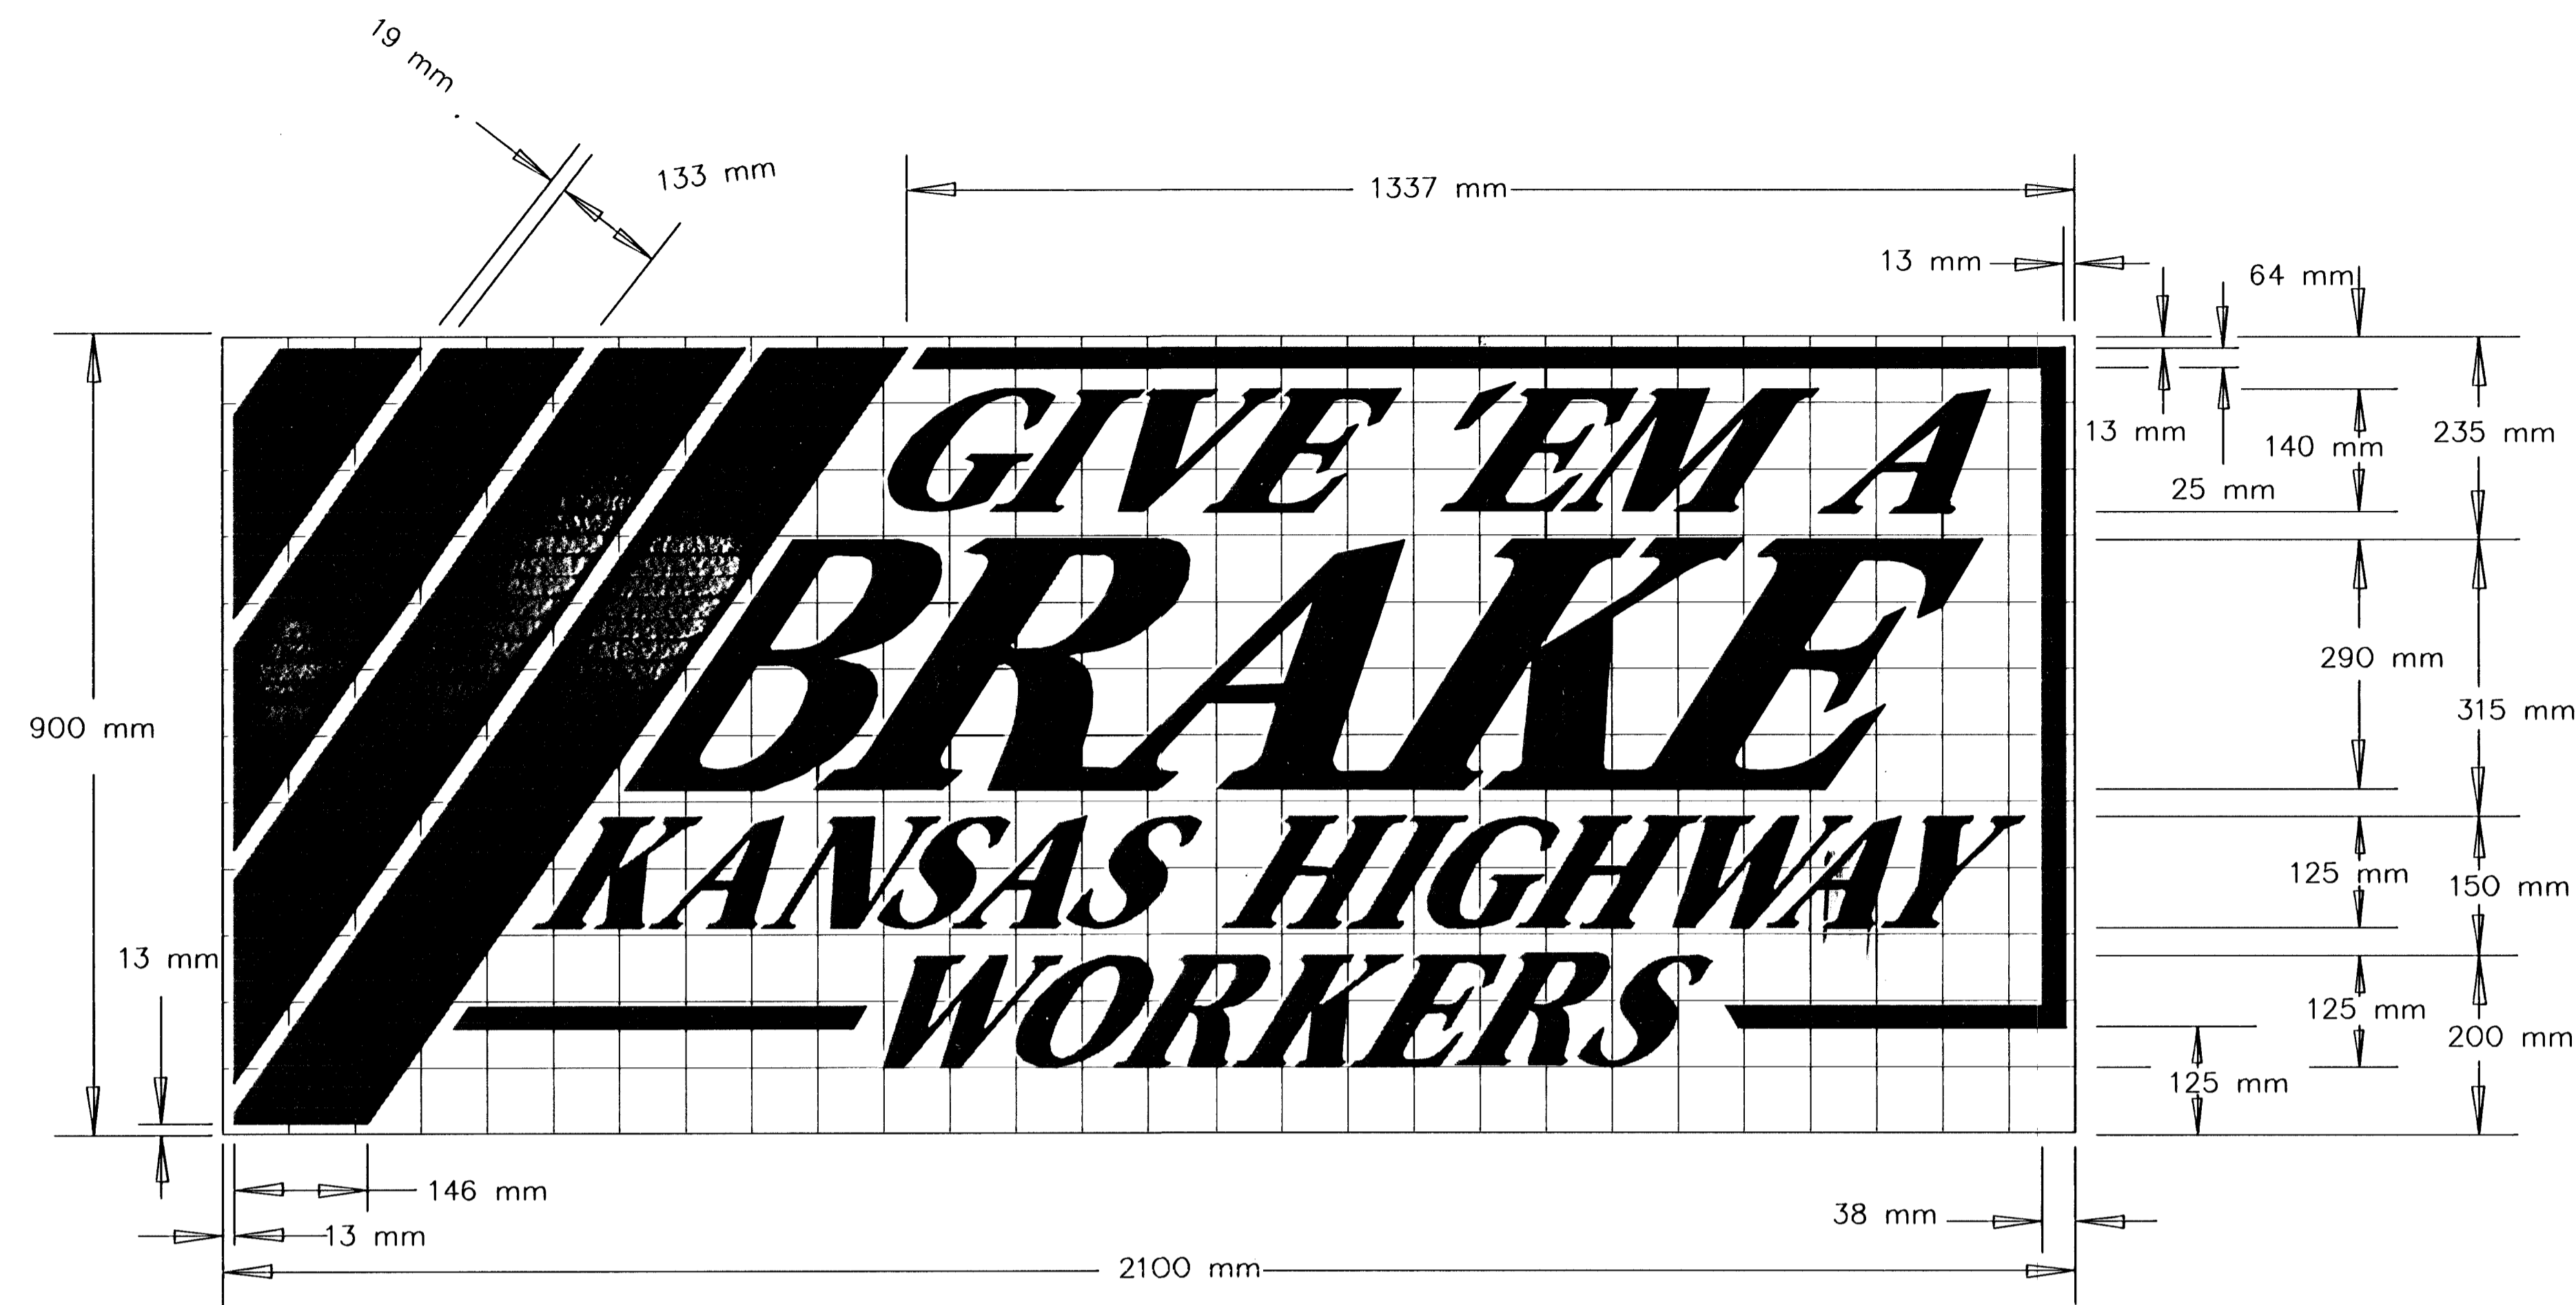 19 mm
133 mm
1337 mm
13 mm
64 mm
13 mm
140 mm
235 mm
25 mm
GIVE 'EM A
BRAKE
290 mm
315 mm
900 mm
KANSAS HIGHWAY
125 mm
150 mm
13 mm
WORKERS
125 mm
200 mm
125 mm
146 mm
38 mm
13 mm
2100 mm